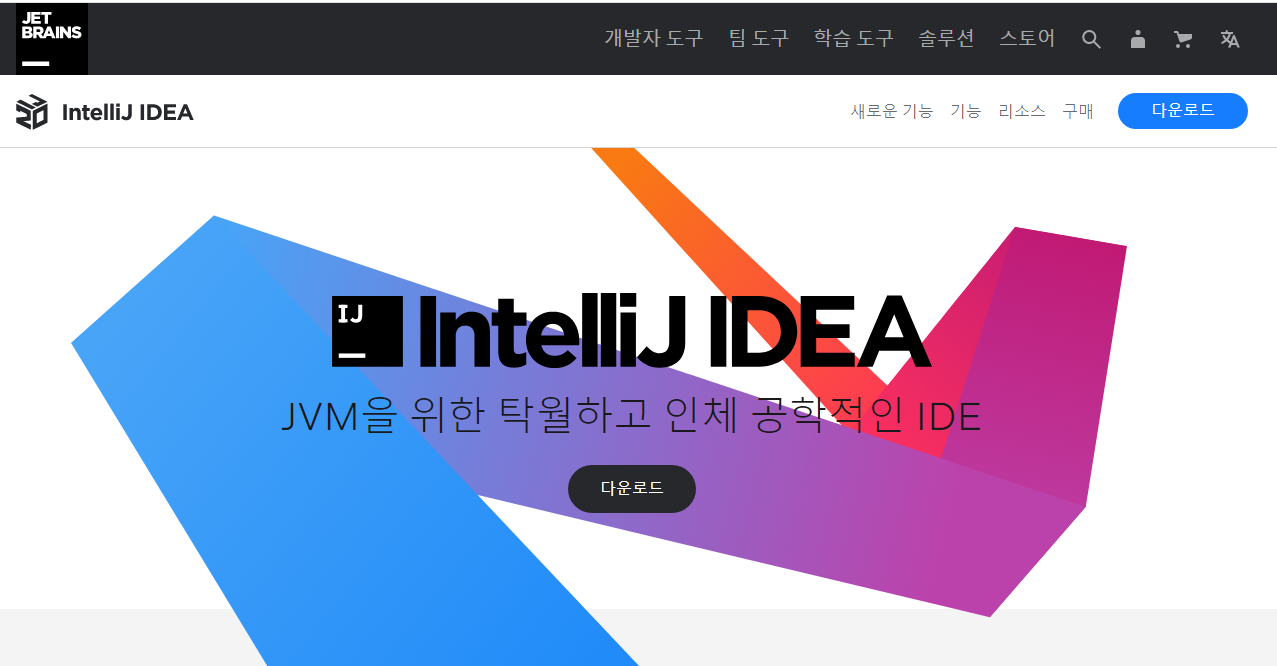 JET
BRAINS
개발자 도구 팀 도구 학습 도구 솔루션 스토어
IntelliJ IDEA
새로운 기능 기능 리소스 구매 다운로드
IJ
IntelliJ IDEA
JVM을 위한 탁월하고 인체 공학적인 IDE
다운로드